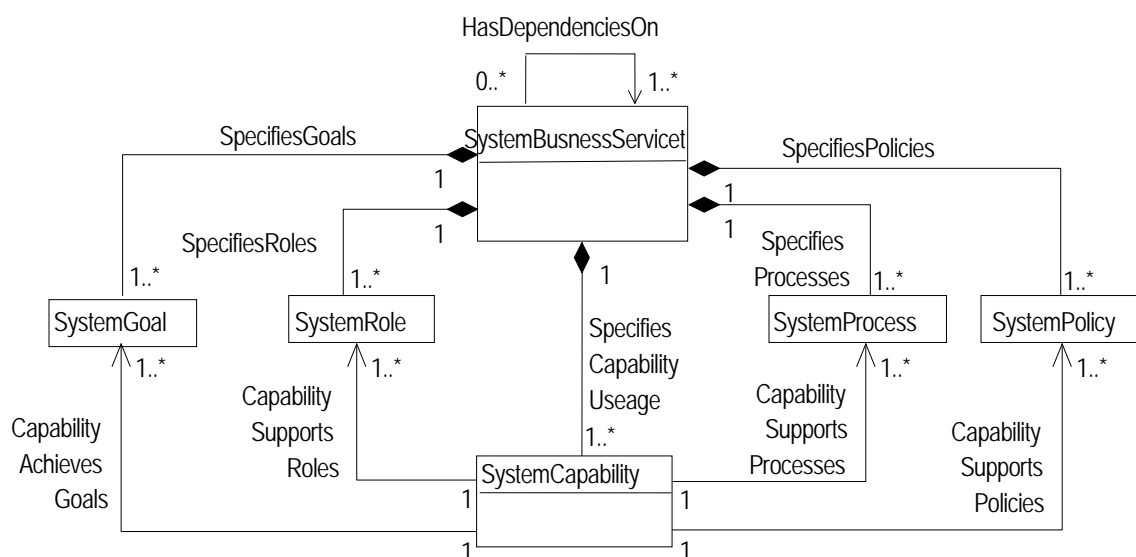 HasDependenciesOn
0..*
1..*
SystemBusnessServicet
SpecifiesGoals
SpecifiesPolicies
1
1
1
1
SpecifiesRoles
Specifies
Processes
1
1..*
1..*
1..*
1..*
SystemGoal
SystemRole
SystemProcess
SystemPolicy
1..*
1..*
1..*
1..*
Specifies
Capability
Useage
Capability
Supports
Roles
Capability
Supports
Processes
Capability
Achieves
Goals
Capability
Supports
Policies
1..*
SystemCapability
1
1
1
1